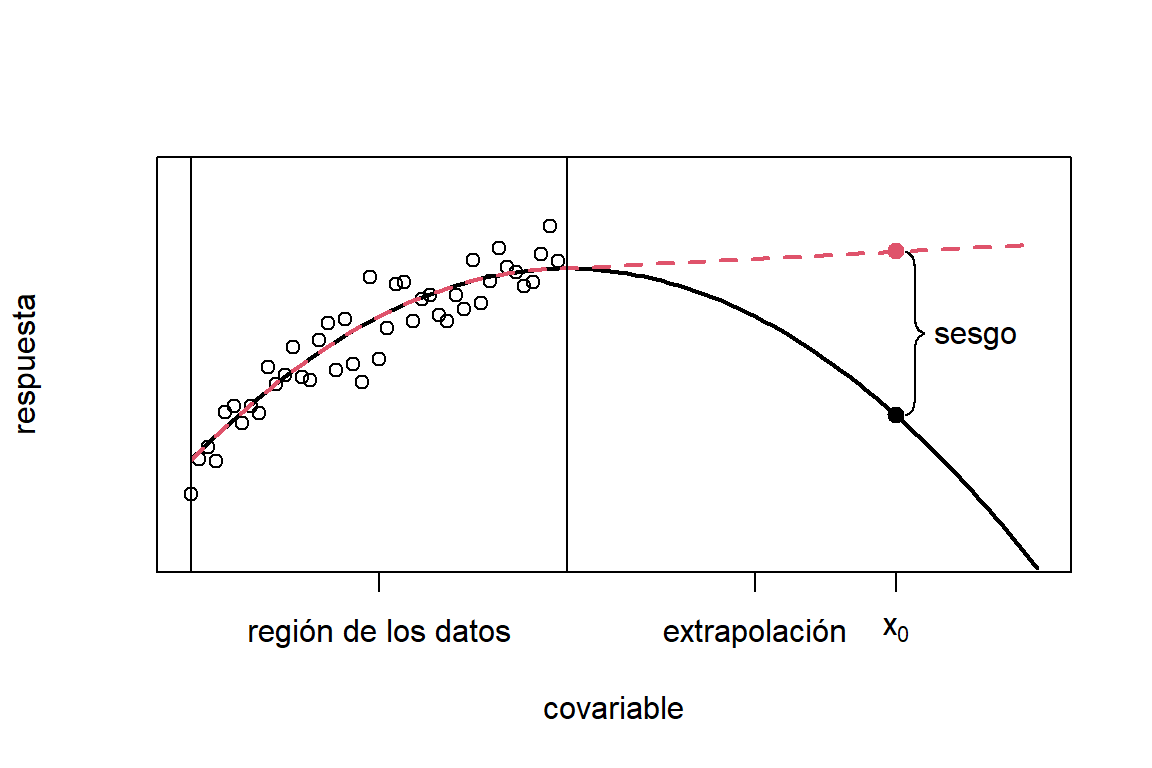 respuesta
sesgo
región de los datos
extrapolación
x₀
covariable